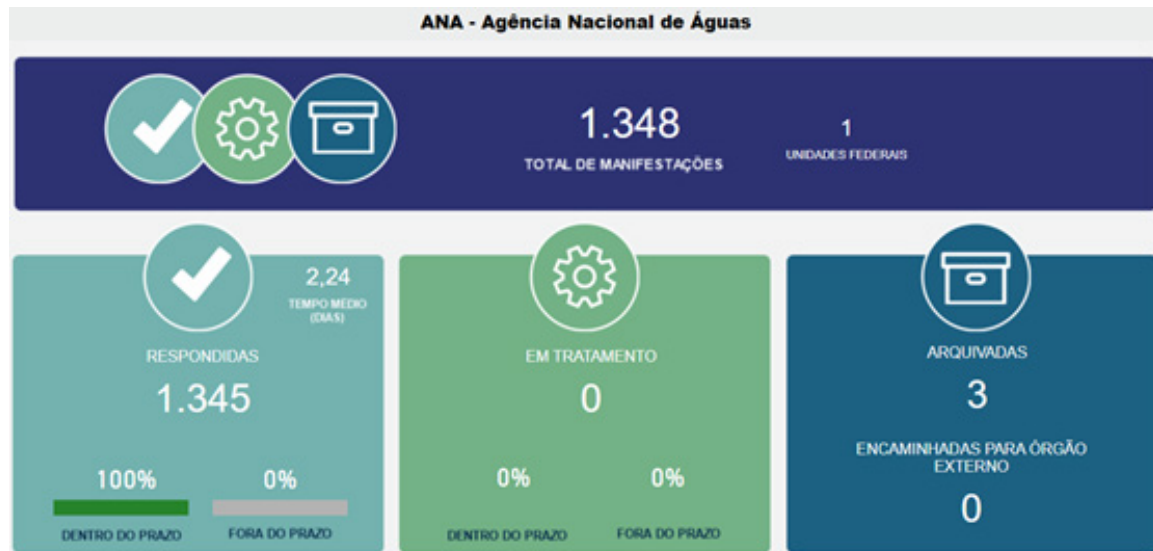 ANA - Agência Nacional de Águas
1.348
TOTAL DE MANIFESTAÇÕES
1
UNIDADES FEDERAIS
2,24
TEMPO MÉDIO
(DIAS)
RESPONDIDAS
1.345
100%
0%
DENTRO DO PRAZO
FORA DO PRAZO
EM TRATAMENTO
0
0%
0%
DENTRO DO PRAZO
FORA DO PRAZO
ARQUIVADAS
3
ENCAMINHADAS PARA ÓRGÃO
EXTERNO
0